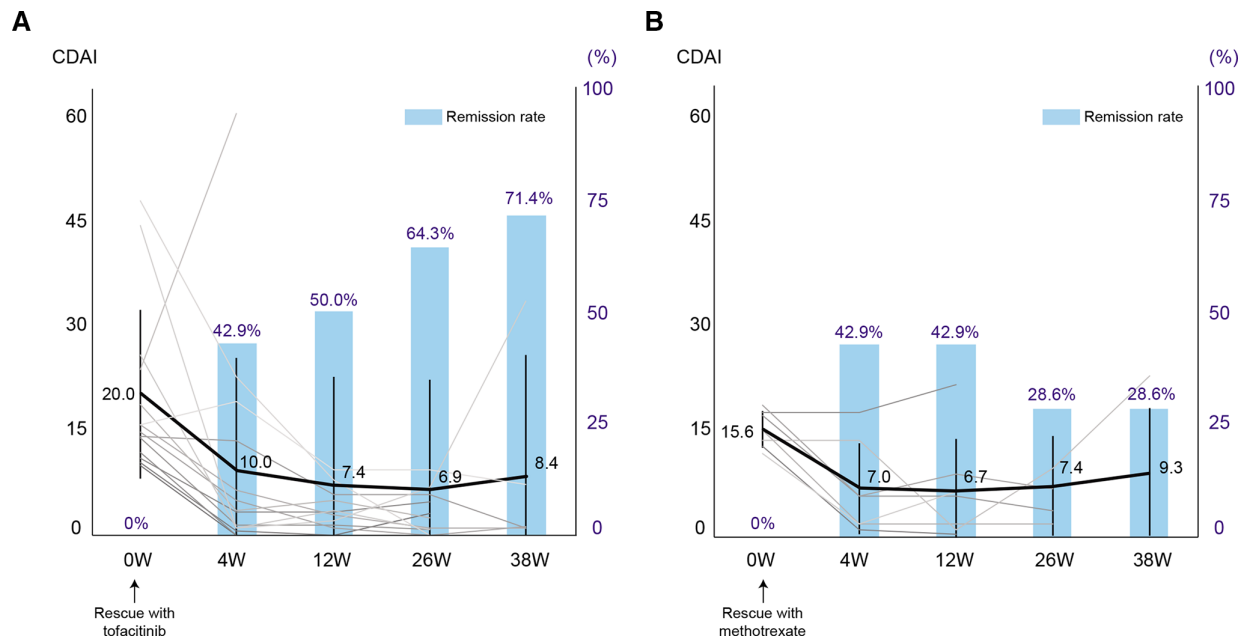 A
CDAI
(%)
100
60
Remission rate
75
71.4%
45
64.3%
50
50.0%
30
42.9%
20.0
25
15
10.0
7.4
6.9
8.4
0
0%
0
0W
4W
12W
26W
38W
Rescue with
tofacitinib
B
CDAI
(%)
100
60
Remission rate
75
45
50
30
42.9%
42.9%
28.6%
28.6%
25
15
15.6
7.0
6.7
7.4
9.3
0
0%
0
0W
4W
12W
26W
38W
Rescue with
methotrexate